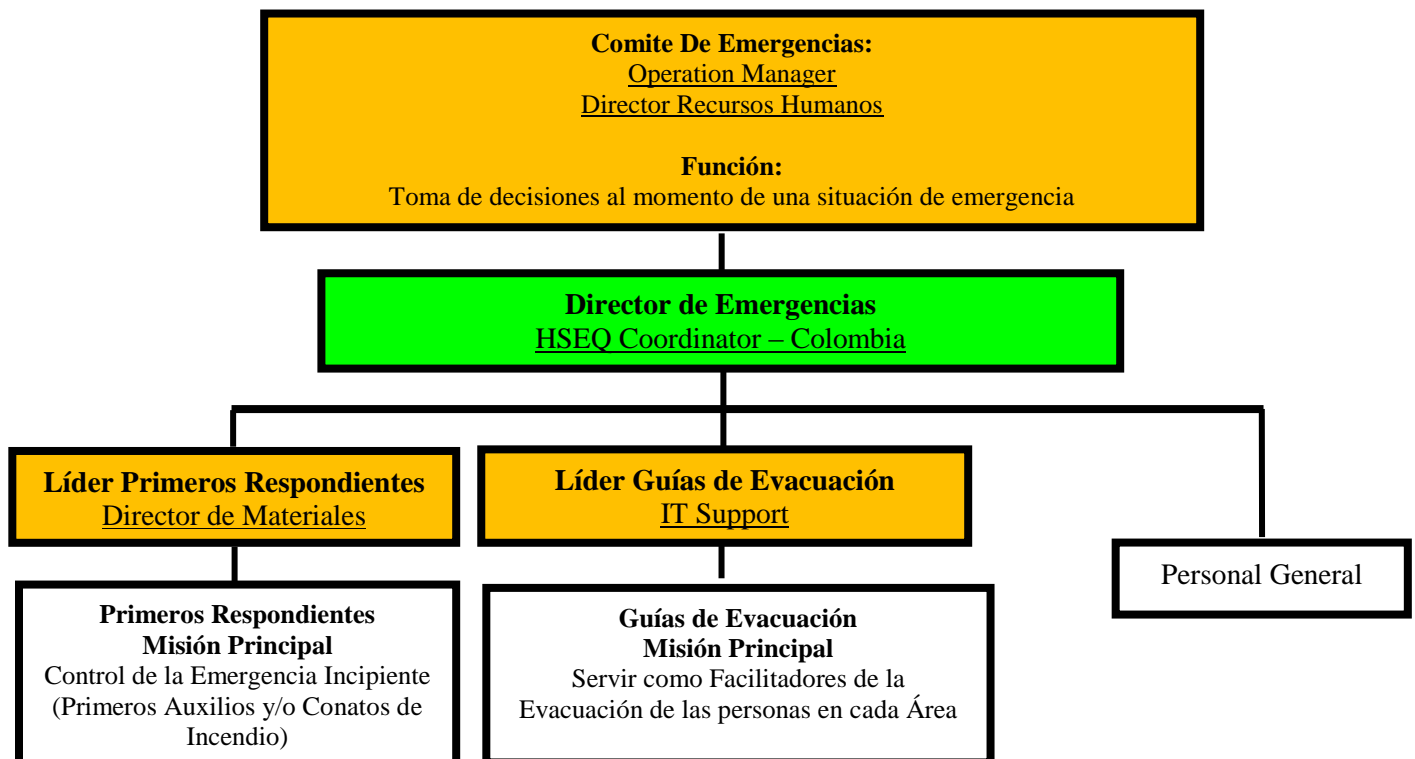 Comite De Emergencias:
Operation Manager
Director Recursos Humanos
Función:
Toma de decisiones al momento de una situación de emergencia
Director de Emergencias
HSEQ Coordinator – Colombia
Líder Primeros Respondientes
Director de Materiales
Líder Guías de Evacuación
IT Support
Personal General
Primeros Respondientes
Misión Principal
Control de la Emergencia Incipiente
(Primeros Auxilios y/o Conatos de
Incendio)
Guías de Evacuación
Misión Principal
Servir como Facilitadores de la
Evacuación de las personas en cada Área